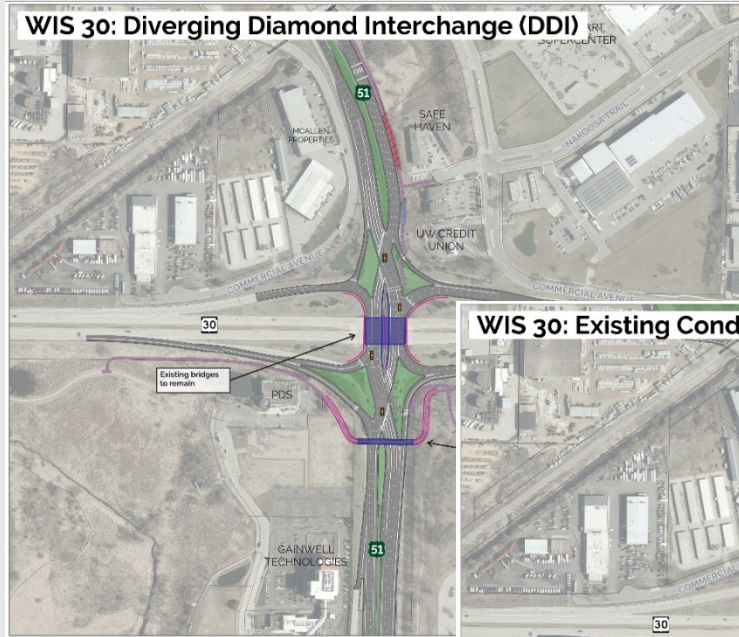 WIS 30: Diverging Diamond Interchange (DDI)
ART
SUPERCENTER
51
SAFE
HAVEN
NAKOOSA TRAIL
MCALLEN
PROPERTIES
UW CREDIT
UNION
COMMERCIAL AVENUE
COMMERCIAL AVENUE
30
WIS 30: Existing Cond
Existing bridges
to remain
PDS
GAINWELL
TECHNOLOGIES
51
COMMERCIAL
30